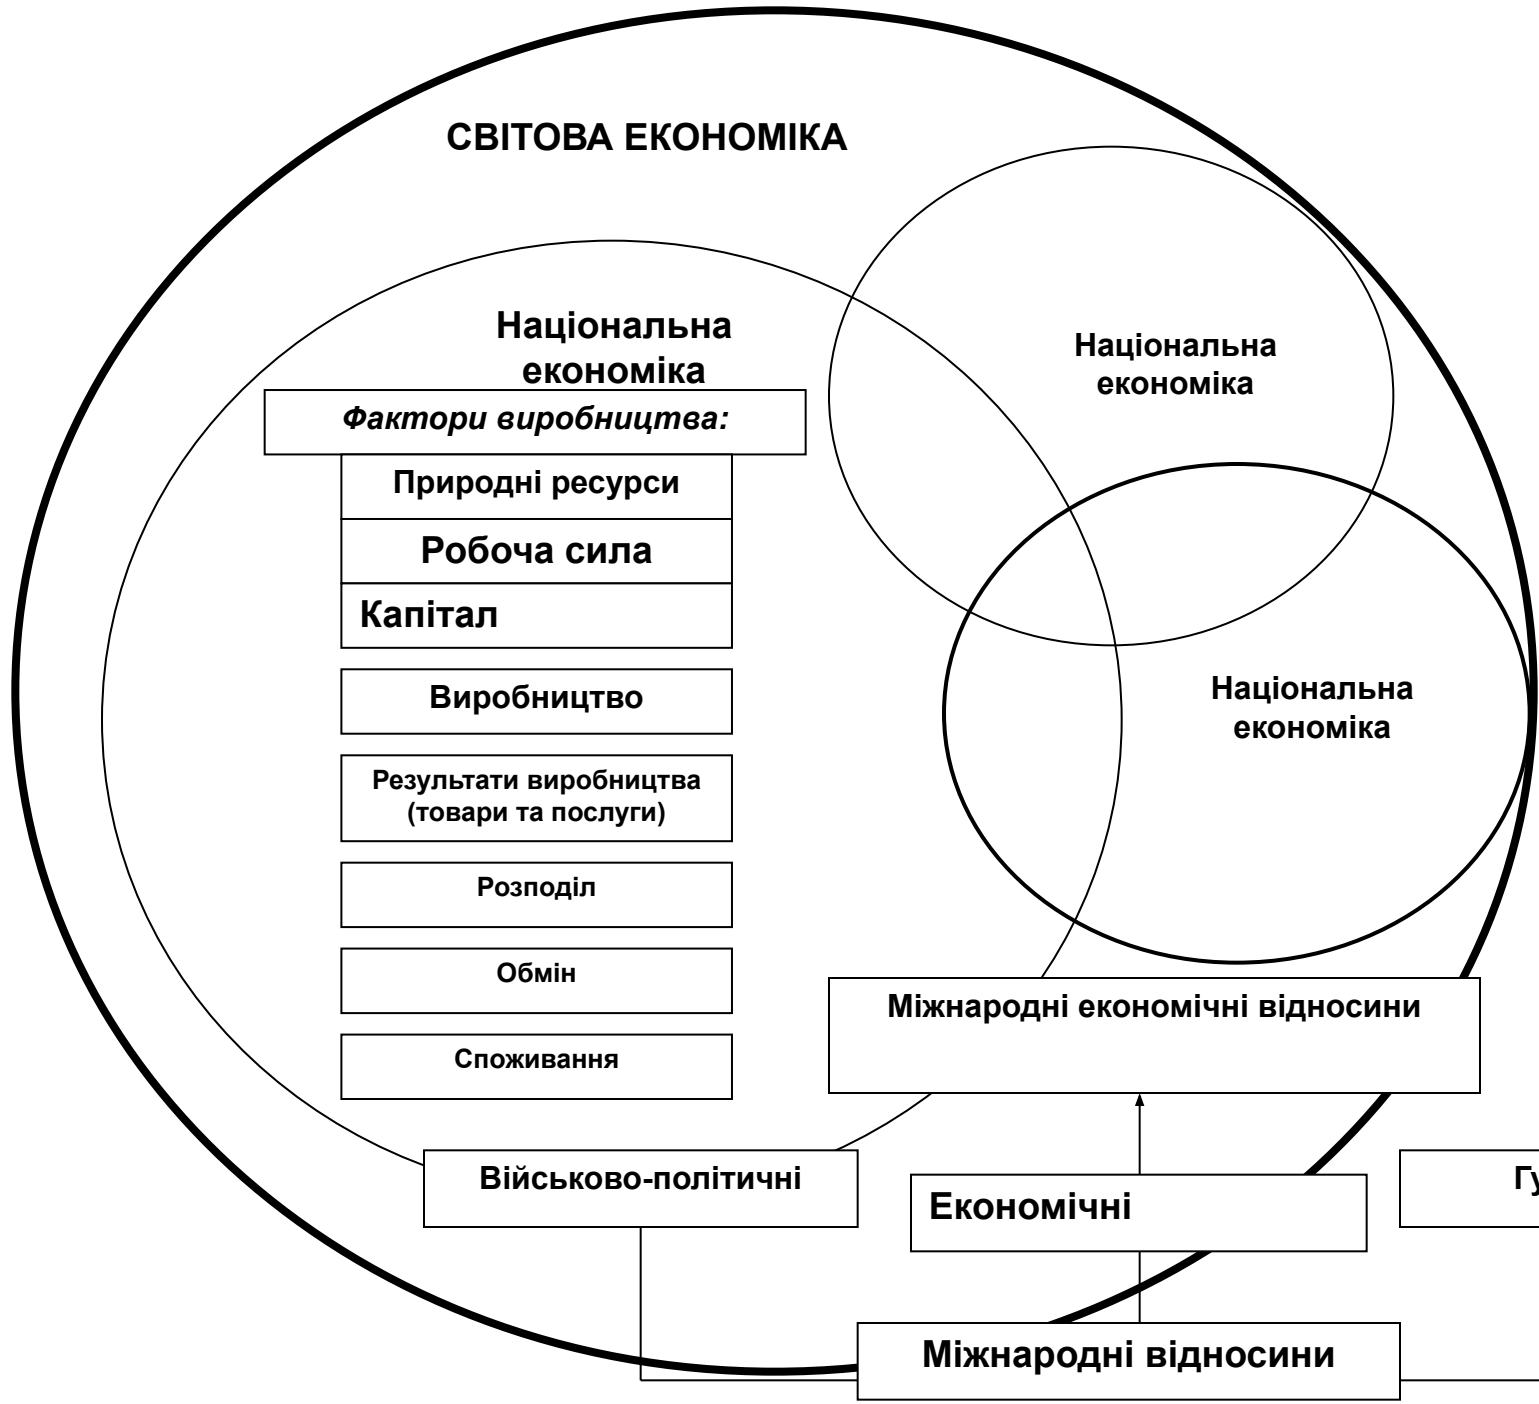 СВІТОВА ЕКОНОМІКА
Національна
економіка
Фактори виробництва:
Природні ресурси
Робоча сила
Капітал
Виробництво
Результати виробництва
(товари та послуги)
Розподіл
Обмін
Споживання
Національна
економіка
Національна
економіка
Міжнародні економічні відносини
Військово-політичні
Економічні
Гу
Міжнародні відносини